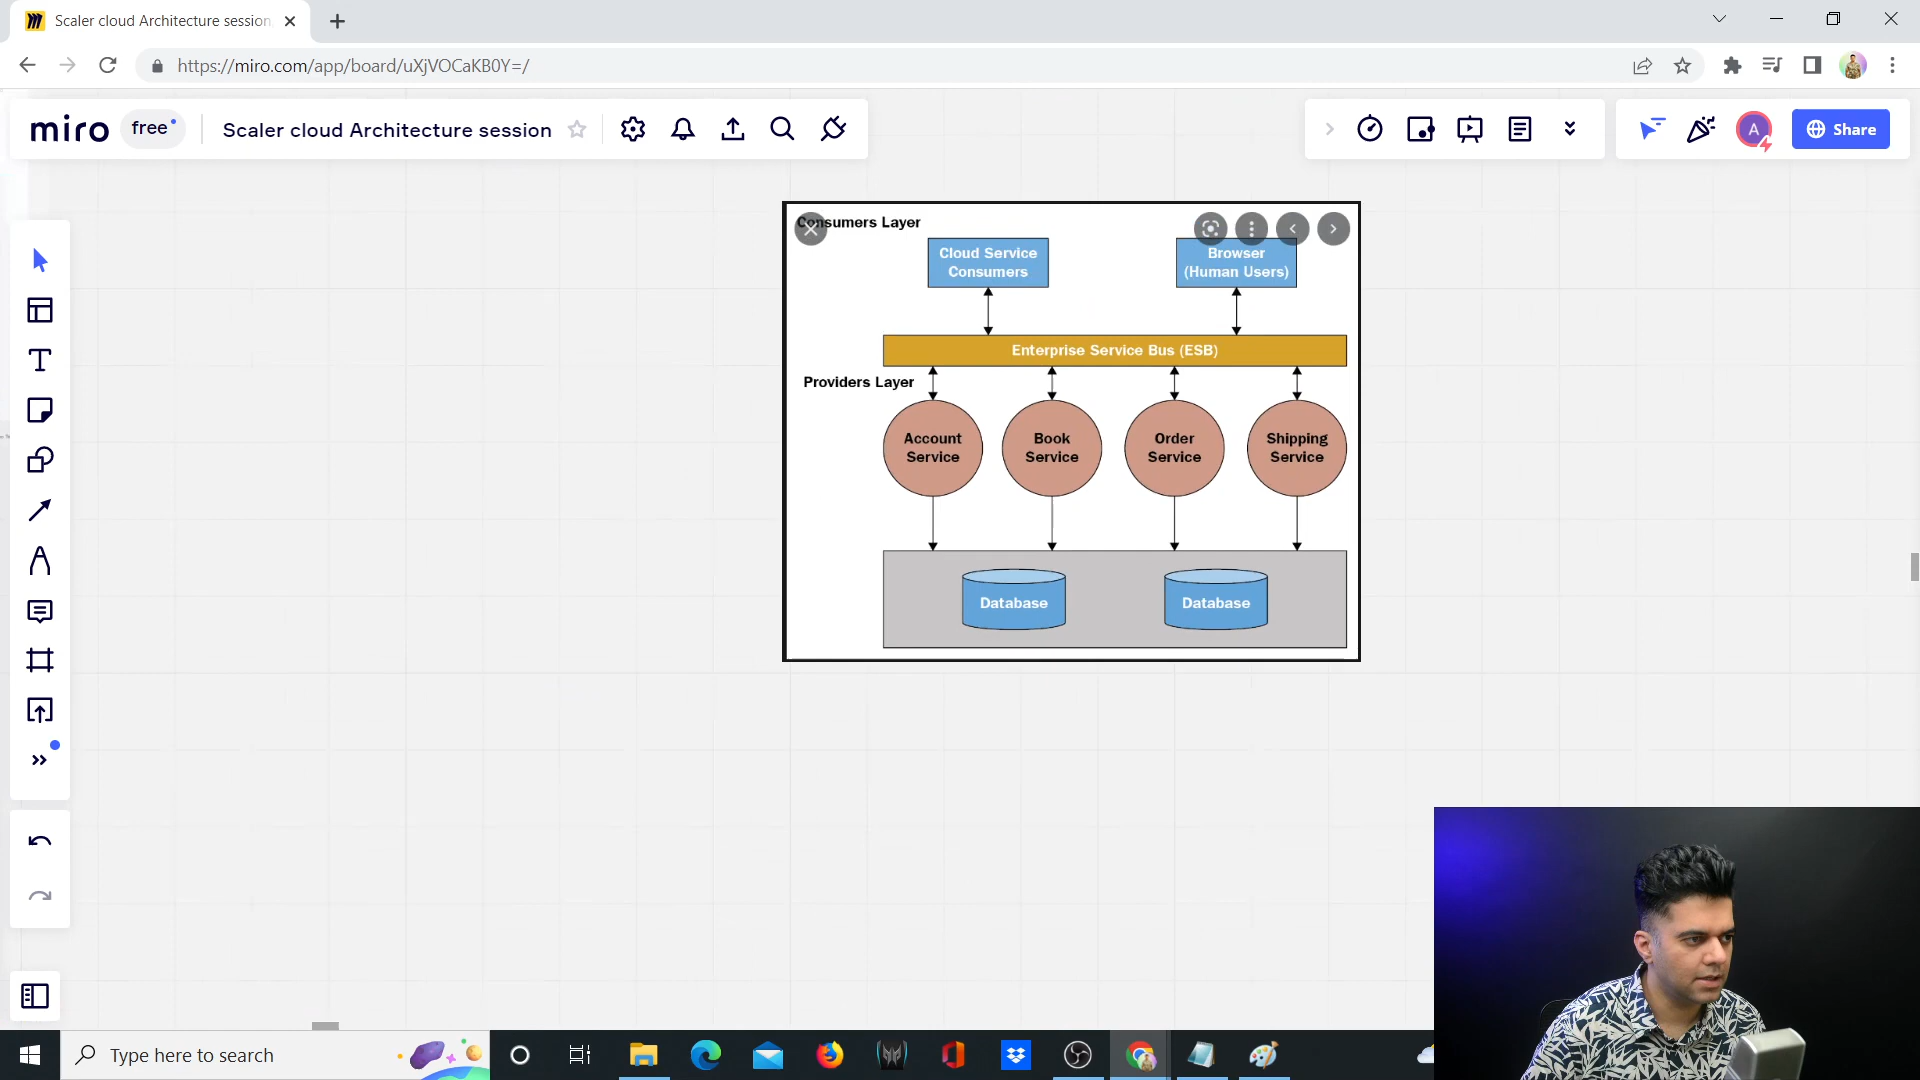 Scaler cloud Architecture session
https://miro.com/app/board/uXjVOCaKB0Y=/
miro
free
Scaler cloud Architecture session
A
Share
Consumers Layer
Cloud Service
Consumers
Browser
(Human Users)
Enterprise Service Bus (ESB)
Providers Layer
Account
Service
Book
Service
Order
Service
Shipping
Service
Database
Database
Type here to search